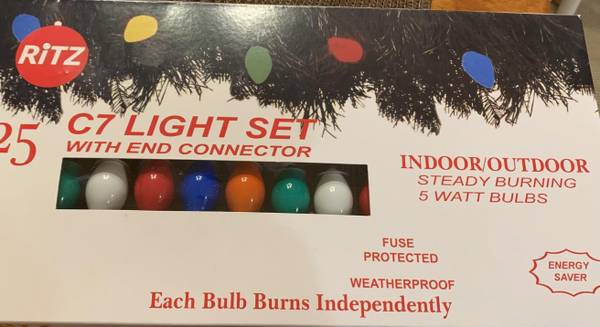 RiTZ
25
C7 LIGHT SET
WITH END CONNECTOR
INDOOR/OUTDOOR
STEADY BURNING
5 WATT BULBS
FUSE
PROTECTED
WEATHERPROOF
ENERGY
SAVER
Each Bulb Burns Independently